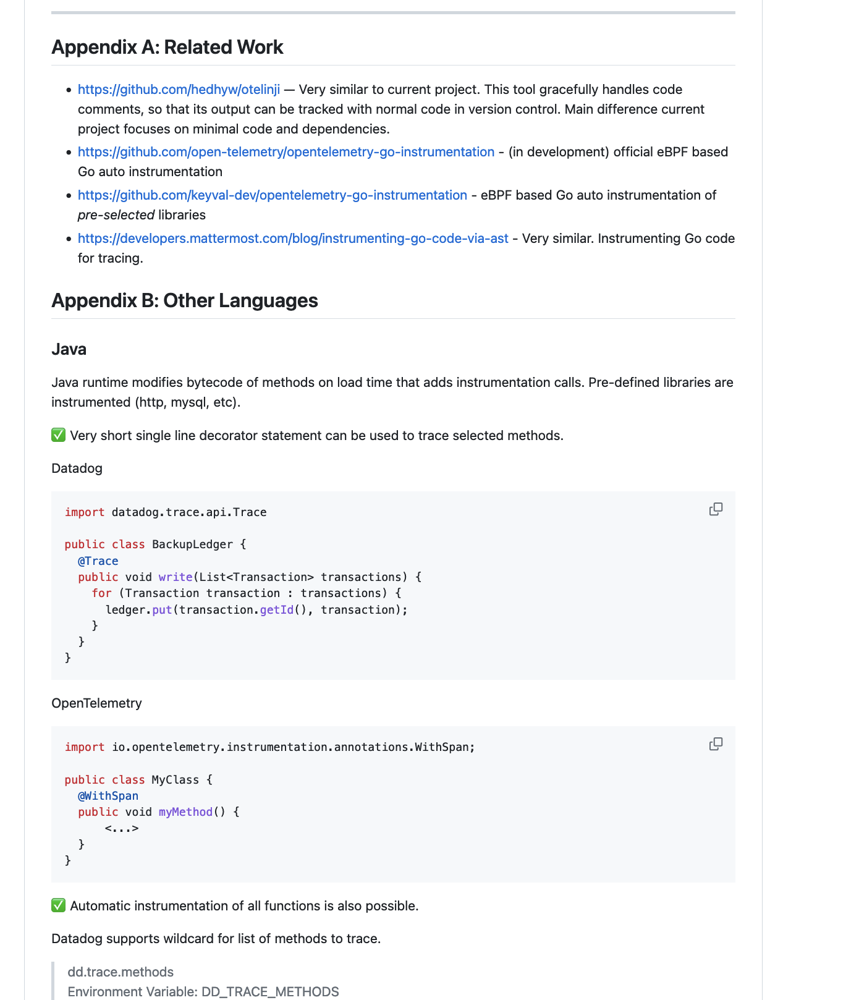 Appendix A: Related Work
• https://github.com/hedhyw/otelinji — Very similar to current project. This tool gracefully handles code
comments, so that its output can be tracked with normal code in version control. Main difference current
project focuses on minimal code and dependencies.
• https://github.com/open-telemetry/opentelemetry-go-instrumentation - (in development) official eBPF based
Go auto instrumentation
• https://github.com/keyval-dev/opentelemetry-go-instrumentation - eBPF based Go auto instrumentation of
pre-selected libraries
• https://developers.mattermost.com/blog/instrumenting-go-code-via-ast - Very similar. Instrumenting Go code
for tracing.
Appendix B: Other Languages
Java
Java runtime modifies bytecode of methods on load time that adds instrumentation calls. Pre-defined libraries are
instrumented (http, mysql, etc).
✅ Very short single line decorator statement can be used to trace selected methods.
Datadog
import datadog.trace.api.Trace
public class BackupLedger {
  @Trace
  public void write(List<Transaction> transactions) {
    for (Transaction transaction : transactions) {
      ledger.put(transaction.getId(), transaction);
    }
  }
}
OpenTelemetry
import io.opentelemetry.instrumentation.annotations.WithSpan;
public class MyClass {
  @WithSpan
  public void myMethod() {
      <...>
  }
}
✅ Automatic instrumentation of all functions is also possible.
Datadog supports wildcard for list of methods to trace.
dd.trace.methods
Environment Variable: DD_TRACE_METHODS